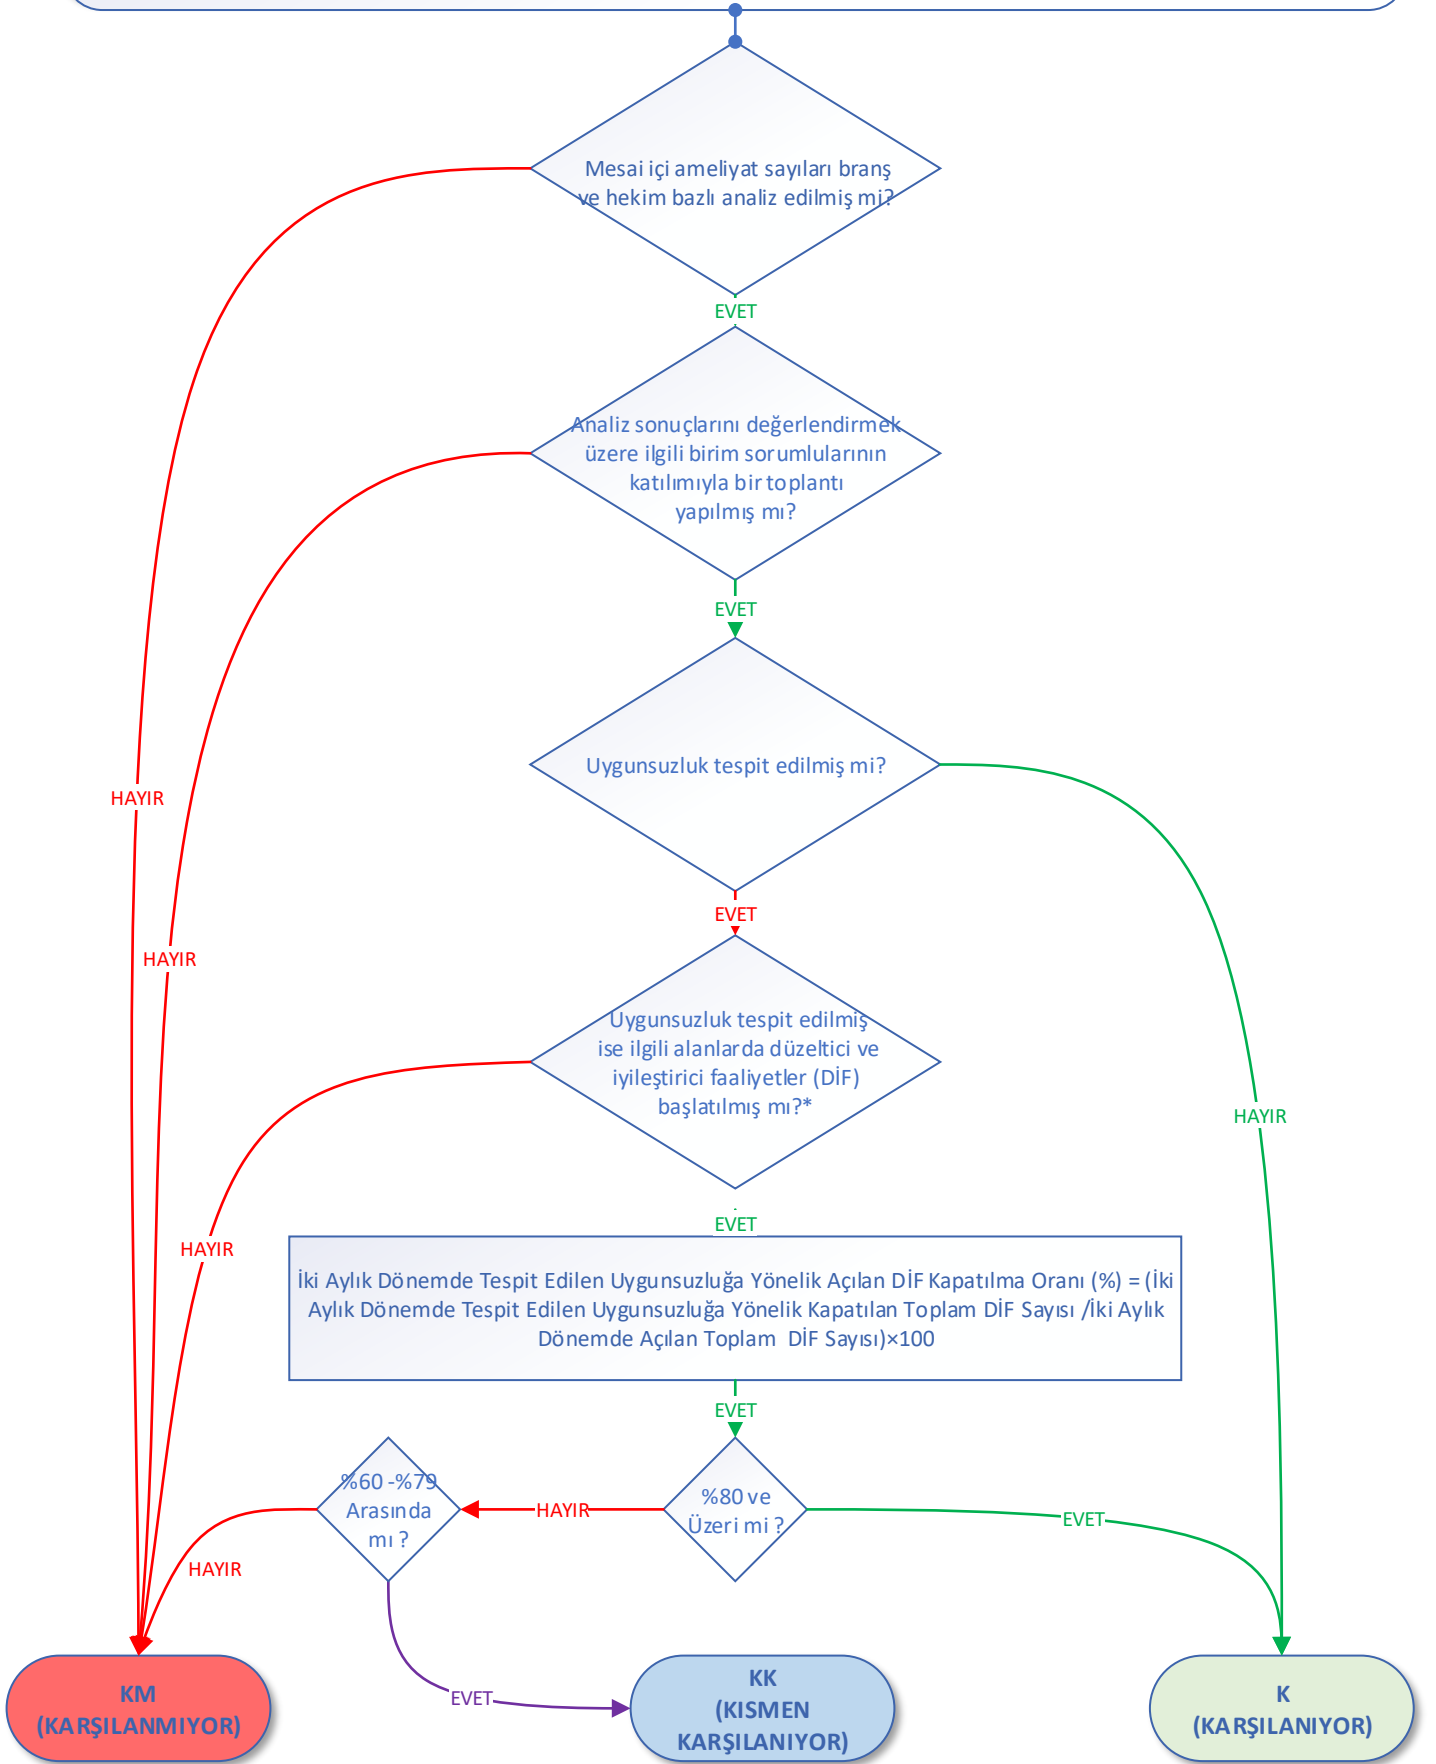 Mesai içi ameliyat sayıları branş
ve hekim bazlı analiz edilmiş mi?
EVET
Analiz sonuçlarını değerlendirmek
üzere ilgili birim sorumlularının
katılımıyla bir toplantı
yapılmış mı?
EVET
Uygunsuzluk tespit edilmiş mi?
HAYIR
EVET
HAYIR
Uygunsuzluk tespit edilmiş
ise ilgili alanlarda düzeltici ve
iyileştirici faaliyetler (DİF)
başlatılmış mı?*
HAYIR
EVET
HAYIR
İki Aylık Dönemde Tespit Edilen Uygunsuzluğa Yönelik Açılan DİF Kapatılma Oranı (%) = (İki
Aylık Dönemde Tespit Edilen Uygunsuzluğa Yönelik Kapatılan Toplam DİF Sayısı /İki Aylık
Dönemde Açılan Toplam DİF Sayısı)×100
EVET
%60 -%79
Arasında
mı ?
HAYIR
%80 ve
Üzeri mi ?
EVET
HAYIR
EVET
KM
(KARŞILANMIYOR)
KK
(KISMEN
KARŞILANIYOR)
K
(KARŞILANIYOR)